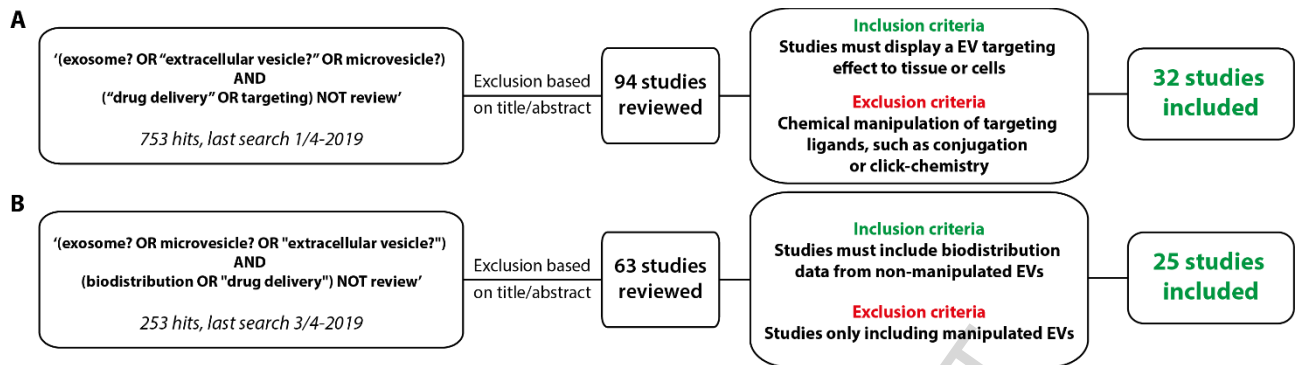 A
‘(exosome? OR “extracellular vesicle?” OR microvesicle?)
AND
(“drug delivery” OR targeting) NOT review’
753 hits, last search 1/4-2019
Exclusion based
on title/abstract
94 studies
reviewed
Inclusion criteria
Studies must display a EV targeting
effect to tissue or cells
Exclusion criteria
Chemical manipulation of targeting
ligands, such as conjugation
or click-chemistry
32 studies
included
B
‘(exosome? OR microvesicle? OR "extracellular vesicle?")
AND
(biodistribution OR "drug delivery") NOT review’
253 hits, last search 3/4-2019
Exclusion based
on title/abstract
63 studies
reviewed
Inclusion criteria
Studies must include biodistribution
data from non-manipulated EVs
Exclusion criteria
Studies only including manipulated EVs
25 studies
included